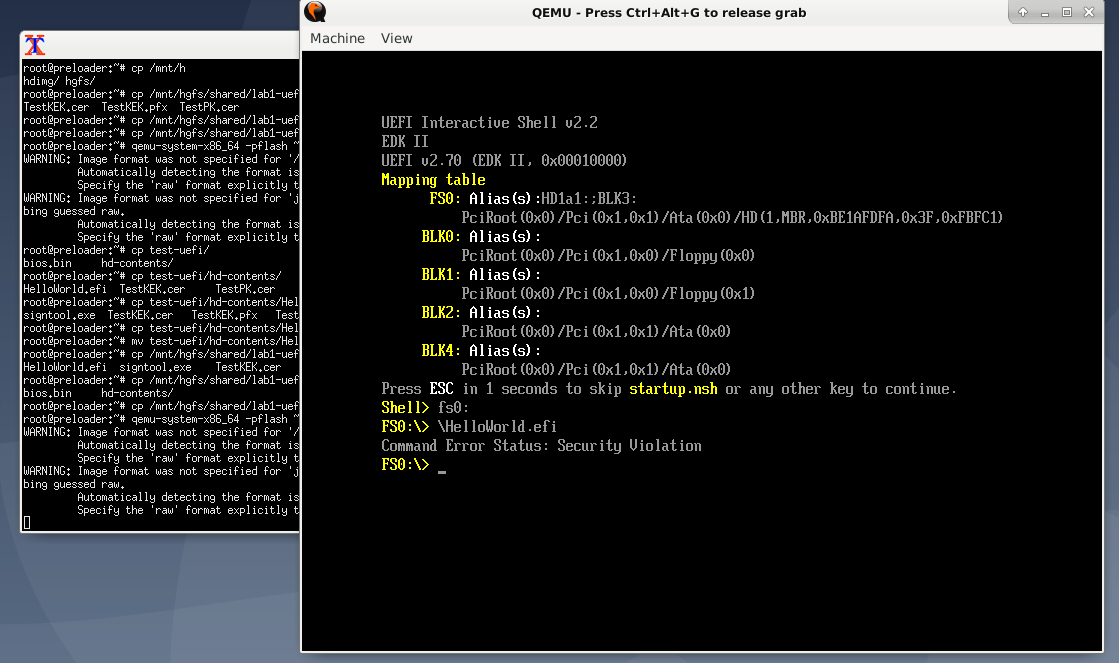 QEMU - Press Ctrl+Alt+G to release grab
Machine View
root@preloader:~# cp /mnt/h
hdimg/ hgfs/
root@preloader:~# cp /mnt/hgfs/shared/lab1-uef
TestKEK.cer TestKEK.pfx TestPK.cer
root@preloader:~# cp /mnt/hgfs/shared/lab1-uef
root@preloader:~# cp /mnt/hgfs/shared/lab1-uef
root@preloader:~# qemu-system-x86_64 -pflash ~
WARNING: Image format was not specified for '/
Automatically detecting the format is
Specify the 'raw' format explicitly t
WARNING: Image format was not specified for 'j
bing guessed raw.
Automatically detecting the format is
Specify the 'raw' format explicitly t
root@preloader:~# cp test-uefi/
bios.bin hd-contents/
root@preloader:~# cp test-uefi/hd-contents/
HelloWorld.efi TestKEK.cer TestPK.cer
root@preloader:~# cp test-uefi/hd-contents/Hel
signtool.exe TestKEK.cer TestKEK.pfx Test
root@preloader:~# cp test-uefi/hd-contents/Hel
root@preloader:~# mv test-uefi/hd-contents/Hel
root@preloader:~# cp /mnt/hgfs/shared/lab1-uef
HelloWorld.efi signtool.exe TestKEK.cer
root@preloader:~# cp /mnt/hgfs/shared/lab1-uef
bios.bin hd-contents/
root@preloader:~# cp /mnt/hgfs/shared/lab1-uef
root@preloader:~# qemu-system-x86_64 -pflash ~
WARNING: Image format was not specified for '/
Automatically detecting the format is
Specify the 'raw' format explicitly t
WARNING: Image format was not specified for 'j
bing guessed raw.
Automatically detecting the format is
Specify the 'raw' format explicitly t
UEFI Interactive Shell v2.2
EDK II
UEFI v2.70 (EDK II, 0x00010000)
Mapping table
FS0: Alias(s):HD1a1:;BLK3:
PciRoot(0x0)/Pci(0x1,0x1)/Ata(0x0)/HD(1,MBR,0xBE1AFDFA,0x3F,0xFBFC1)
BLK0: Alias(s):
PciRoot(0x0)/Pci(0x1,0x0)/Floppy(0x0)
BLK1: Alias(s):
PciRoot(0x0)/Pci(0x1,0x0)/Floppy(0x1)
BLK2: Alias(s):
PciRoot(0x0)/Pci(0x1,0x1)/Ata(0x0)
BLK4: Alias(s):
PciRoot(0x0)/Pci(0x1,0x1)/Ata(0x0)
Press ESC in 1 seconds to skip startup.nsh or any other key to continue.
Shell> fs0:
FS0:\> \HelloWorld.efi
Command Error Status: Security Violation
FS0:\> _